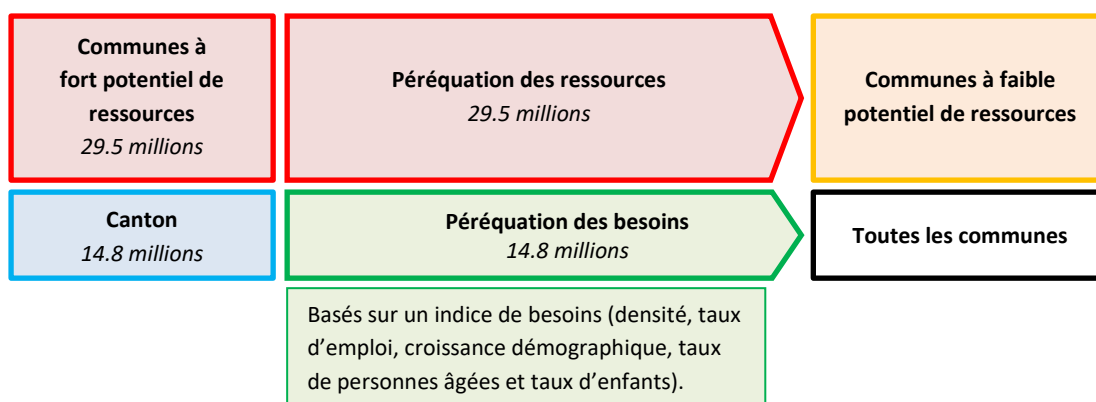 Communes à
fort potentiel de
ressources
29.5 millions
Péréquation des ressources
29.5 millions
Communes à faible
potentiel de ressources
Canton
14.8 millions
Péréquation des besoins
14.8 millions
Toutes les communes
Basés sur un indice de besoins (densité, taux
d’emploi, croissance démographique, taux
de personnes âgées et taux d’enfants).